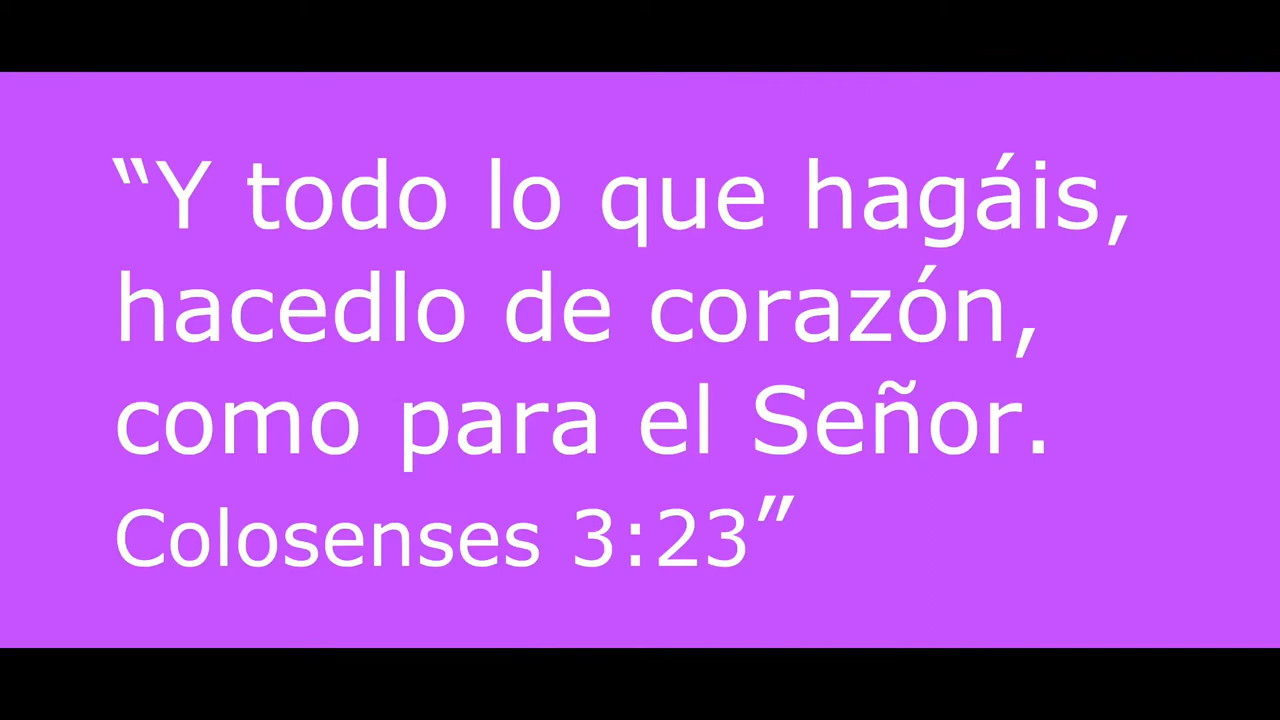 “Y todo lo que hagáis,
hacedlo de corazón,
como para el Señor.
Colosenses 3:23”